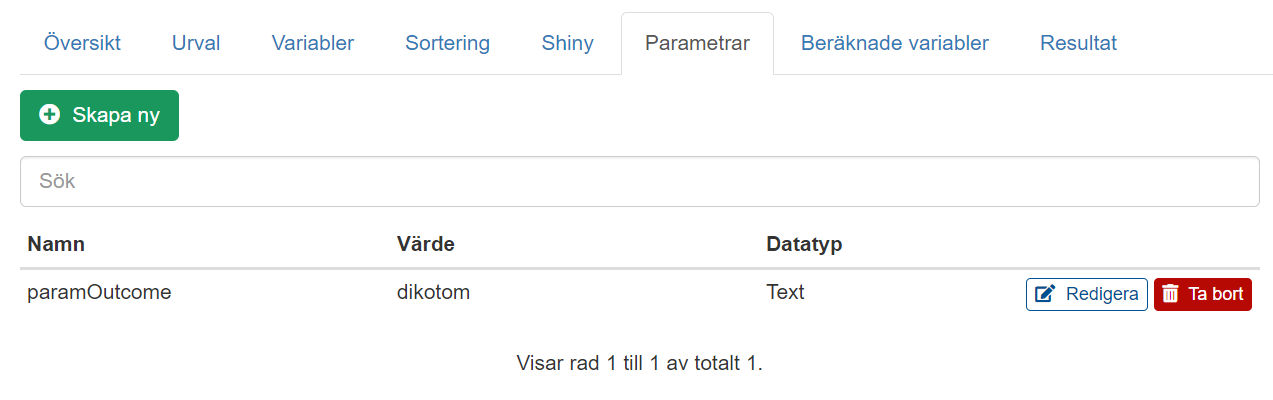 Översikt Urval Variabler Sortering Shiny Parametrar Beräknade variabler Resultat
Skapa ny
Sök
Namn Värde Datatyp
paramOutcome dikotom Text Redigera Ta bort
Visar rad 1 till 1 av totalt 1.